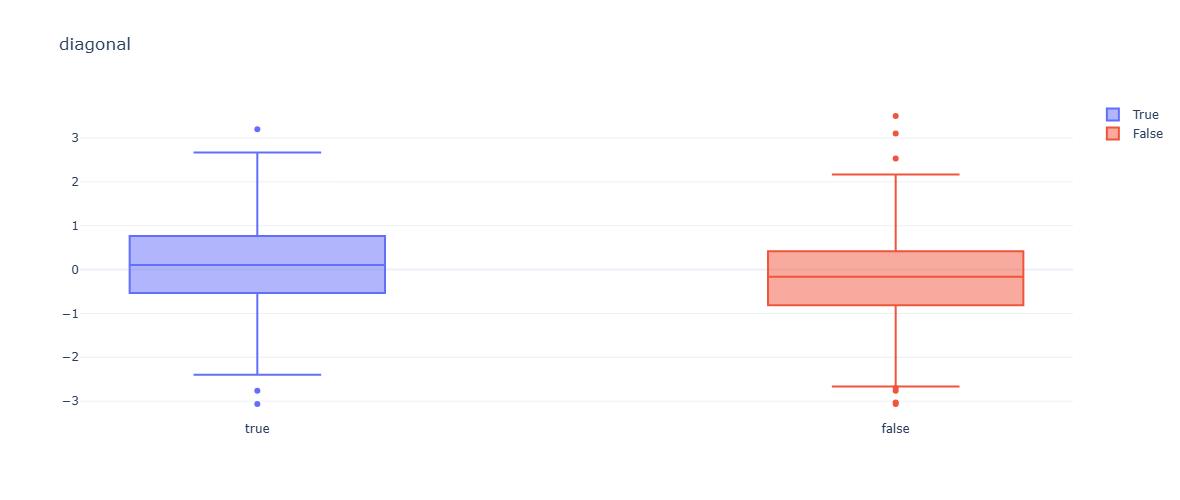 diagonal
True
False
3
2
1
0
−1
−2
−3
true
false